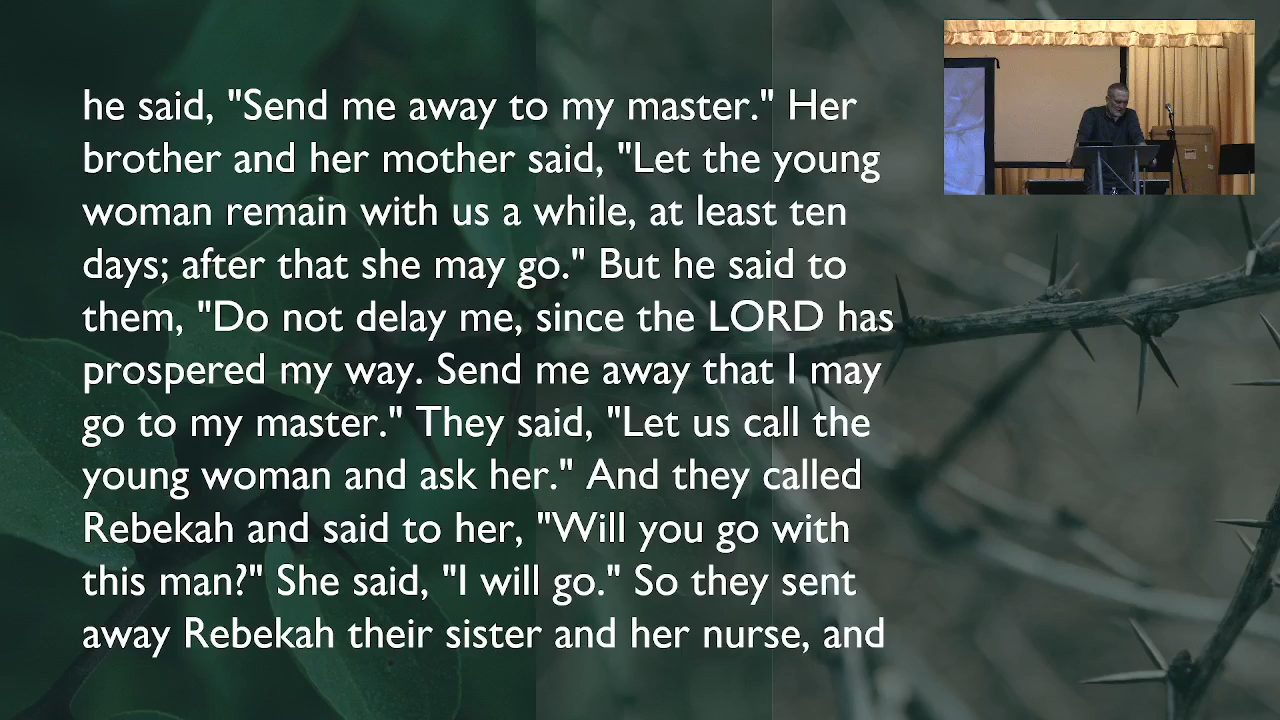 he said, "Send me away to my master." Her
brother and her mother said, "Let the young
woman remain with us a while, at least ten
days; after that she may go." But he said to
them, "Do not delay me, since the LORD has
prospered my way. Send me away that I may
go to my master." They said, "Let us call the
young woman and ask her." And they called
Rebekah and said to her, "Will you go with
this man?" She said, "I will go." So they sent
away Rebekah their sister and her nurse, and